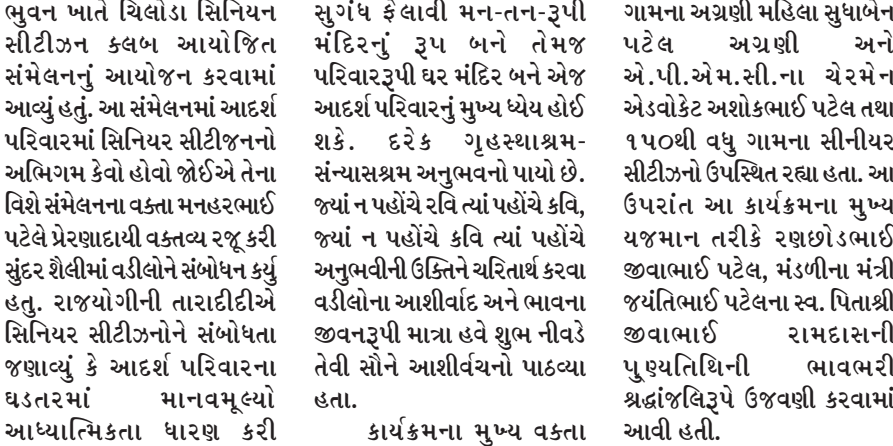 ભુવન ખાતે ચિલોડા સિનિયન
સીટીઝન ક્લબ આયોજિત
સંમેલનનું આયોજન કરવામાં
આવ્યું હતું. આ સંમેલનમાં આદર્શ
પરિવારમાં સિનિયર સીટીજનનો
અભિગમ કેવો હોવો જોઈએ તેના
વિશે સંમેલનના વક્તા મનહરભાઈ
પટેલે પ્રેરણાદાયી વક્તવ્ય રજૂ કરી
સુંદર શૈલીમાં વડીલોને સંબોધન કર્યુ
હતુ. રાજયોગીની તારાદીદીએ
સિનિયર સીટીઝનોને સંબોધતા
જણાવ્યું કે આદર્શ પરિવારના
ઘડતરમાં માનવમૂલ્યો
આધ્યાત્મિકતા ધારણ કરી
સુગંધ ફેલાવી મન-તન-રૂપી
મંદિરનું રૂપ બને તેમજ
પરિવારરૂપી ઘર મંદિર બને એજ
આદર્શ પરિવારનું મુખ્ય ધ્યેય હોઈ
શકે. દરેક ગૃહસ્થાશ્રમ-
સંન્યાસશ્રમ અનુભવનો પાયો છે.
જ્યાં ન પહોંચે રવિ ત્યાં પહોંચે કવિ,
જ્યાં ન પહોંચે કવિ ત્યાં પહોંચે
અનુભવીની ઉક્તિને ચરિતાર્થ કરવા
વડીલોના આશીર્વાદ અને ભાવના
જીવનરૂપી માત્રા હવે શુભ નીવડે
તેવી સૌને આશીર્વચનો પાઠવ્યા
હતા.
કાર્યક્રમના મુખ્ય વક્તા
ગામના અગ્રણી મહિલા સુધાબેન
પટેલ અગ્રણી અને
એ.પી.એમ.સી.ના ચેરમેન
એડવોકેટ અશોકભાઈ પટેલ તથા
૧૫૦થી વધુ ગામના સીનીયર
સીટીઝનો ઉપસ્થિત રહ્યા હતા. આ
ઉપરાંત આ કાર્યક્રમના મુખ્ય
યજમાન તરીકે રણછોડભાઈ
જીવાભાઈ પટેલ, મંડળીના મંત્રી
જયંતિભાઈ પટેલના સ્વ. પિતાશ્રી
જીવાભાઈ રામદાસની
પુણ્યતિથિની ભાવભરી
શ્રદ્ધાંજલિરૂપે ઉજવણી કરવામાં
આવી હતી.